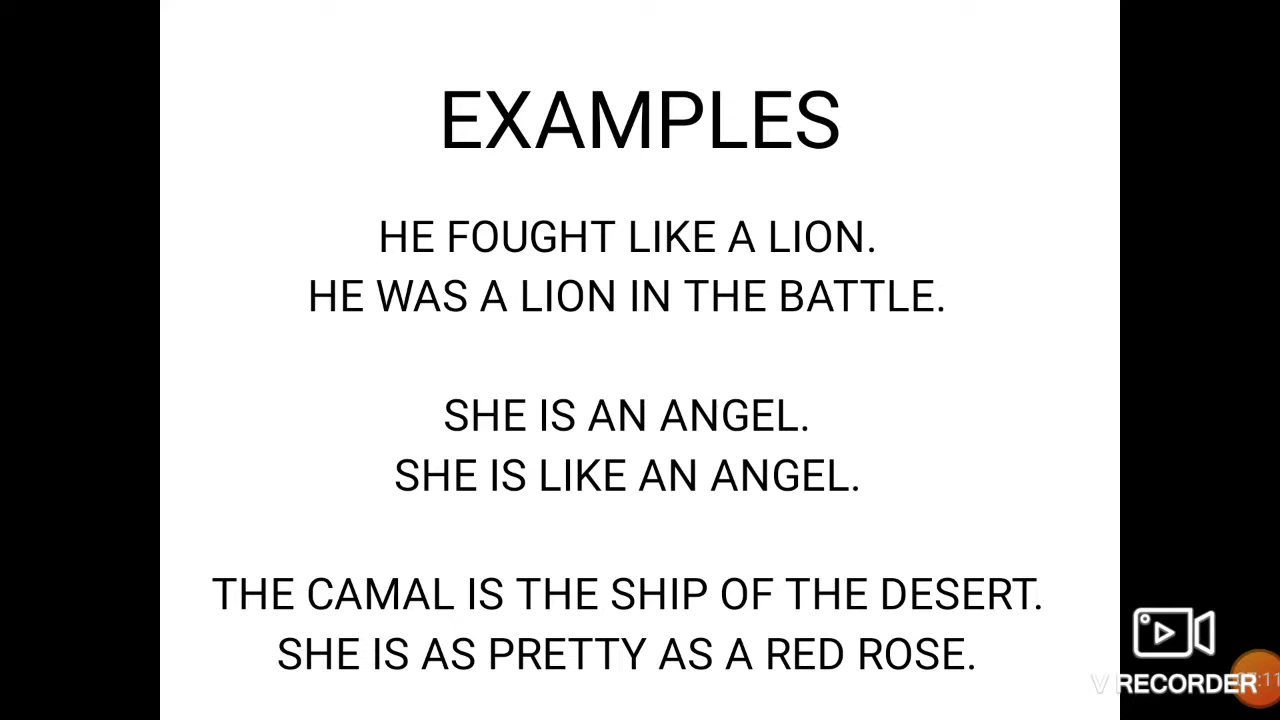 EXAMPLES
HE FOUGHT LIKE A LION.
HE WAS A LION IN THE BATTLE.
SHE IS AN ANGEL.
SHE IS LIKE AN ANGEL.
THE CAMAL IS THE SHIP OF THE DESERT.
SHE IS AS PRETTY AS A RED ROSE.
V RECORDER